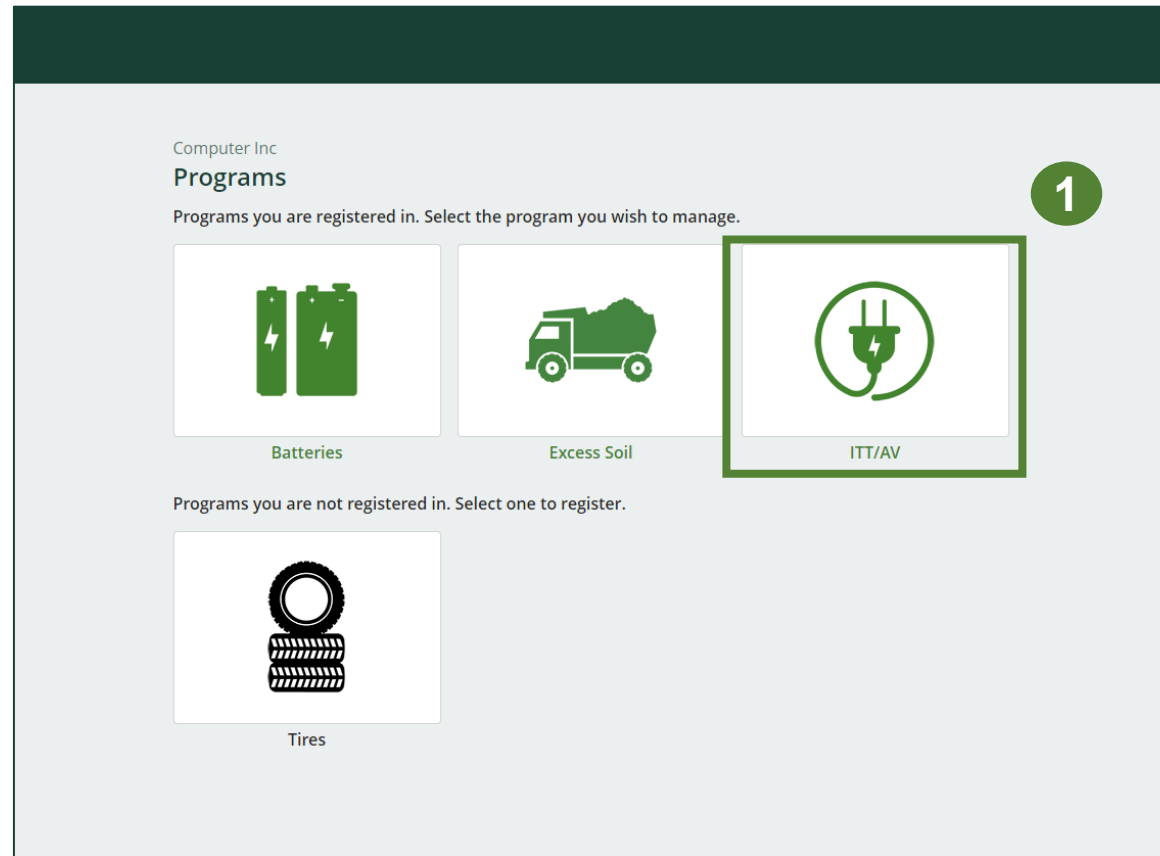 Computer Inc
Programs
1
Programs you are registered in. Select the program you wish to manage.
Batteries
Excess Soil
ITT/AV
Programs you are not registered in. Select one to register.
Tires